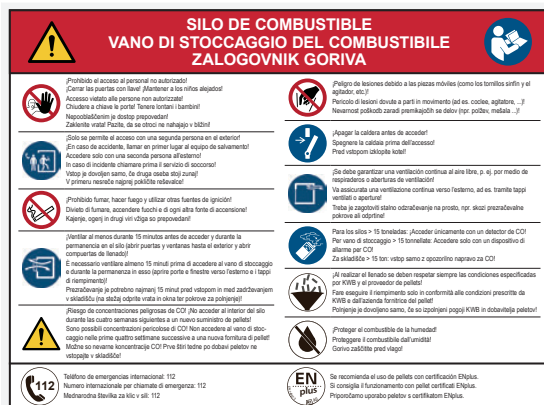 SILO DE COMBUSTIBLE
VANO DI STOCCAGGIO DEL COMBUSTIBILE
ZALOGOVNIK GORIVA
¡Prohibido el acceso al personal no autorizado!
¡Cerrar las puertas con llave! ¡Mantener a los niños alejados!
Accesso vietato alle persone non autorizzate!
Chiudere a chiave le porte! Tenere lontani i bambini!
Nepooblaščenim je dostop prepovedan!
Zaklenite vrata! Pazite, da se otroci ne nahajajo v bližini!
¡Solo se permite el acceso con una segunda persona en el exterior!
¡En caso de accidente, llamar en primer lugar al equipo de salvamento!
Accedere solo con una seconda persona all'esterno!
In caso di incidente chiamare prima il servizio di soccorso!
Vstop je dovoljen samo, če druga oseba stoji zunaj!
V primeru nesreče najprej pokličite reševalce!
¡Prohibido fumar, hacer fuego y utilizar otras fuentes de ignición!
Divieto di fumare, accendere fuochi e di ogni altra fonte di accensione!
Kajenje, ogenj in drugi viri vžiga so prepovedani!
¡Ventilar al menos durante 15 minutos antes de acceder y durante la
permanencia en el silo (abrir puertas y ventanas hasta el exterior y abrir
compuertas de llenado)!
È necessario ventilare almeno 15 minuti prima di accedere al vano di stoccaggio
e durante la permanenza in esso (aprire porte e finestre verso l'esterno e i tappi
di riempimento)!
Prezračevanje je potrebno najmanj 15 minut pred vstopom in med zadrževanjem
v skladišču (na stežaj odprite vrata in okna ter pokrove za polnjenje)!
¡Riesgo de concentraciones peligrosas de CO! ¡No acceder al interior del silo
durante las cuatro semanas siguientes a un nuevo suministro de pellets!
Sono possibili concentrazioni pericolose di CO! Non accedere al vano di stoc-
caggio nelle prime quattro settimane successive a una nuova fornitura di pellet!
Možne so nevarne koncentracije CO! Prve štiri tedne po dobavi peletov ne
vstopajte v skladišče!
112
Teléfono de emergencias internacional: 112
Numero internazionale per chiamate di emergenza: 112
Mednarodna številka za klic v sili: 112
¡Peligro de lesiones debido a las piezas móviles (como los tornillos sinfín y el
agitador, etc.)!
Pericolo di lesioni dovute a parti in movimento (ad es. coclee, agitatore, ...)!
Nevarnost poškodb zaradi premikajočih se delov (npr. polžev, mešala ...)!
¡Apagar la caldera antes de acceder!
Spegnere la caldaia prima dell'accesso!
Pred vstopom izklopite kotel!
¡Se debe garantizar una ventilación continua al aire libre, p. ej. por medio de
respiraderos o aberturas de ventilación!
Va assicurata una ventilazione continua verso l'esterno, ad es. tramite tappi
ventilati o aperture!
Treba je zagotoviti stalno odzračevanje na prosto, npr. skozi prezračevalne
pokrove ali odprtine!
Para los silos > 15 toneladas: ¡Acceder únicamente con un detector de CO!
Per vano di stoccaggio > 15 tonnellate: Accedere solo con un dispositivo di
allarme per CO!
Za skladišče > 15 ton: vstop samo z opozorilno napravo za CO!
¡Al realizar el llenado se deben respetar siempre las condiciones especificadas
por KWB y el proveedor de pellets!
Fare eseguire il riempimento solo in conformità alle condizioni prescritte da
KWB e dall'azienda fornitrice del pellet!
Polnjenje je dovoljeno samo, če so izpolnjeni pogoji KWB in dobavitelja peletov!
¡Proteger el combustible de la humedad!
Proteggere il combustibile dall'umidità!
Gorivo zaščitite pred vlago!
EN
plus
Se recomienda el uso de pellets con certificación ENplus.
Si consiglia il funzionamento con pellet certificati ENplus.
Priporočamo uporabo peletov s certifikatom ENplus.